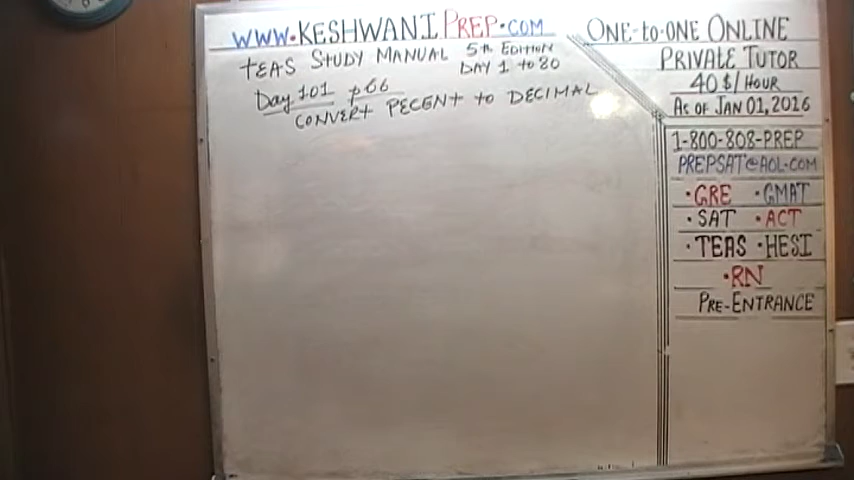 WWW.KESHWANIPREP.COM
TEAS STUDY MANUAL 5th EDITION
DAY 1 to 80
Day 101 p66
CONVERT PECENT to DECIMAL
ONE-to-ONE ONLINE
PRIVATE TUTOR
40 $/HOUR
AS OF JAN 01, 2016
1-800-808-PREP
PREPSAT@AOL.COM
•GRE •GMAT
•SAT •ACT
•TEAS •HESI
•RN
PRE-ENTRANCE